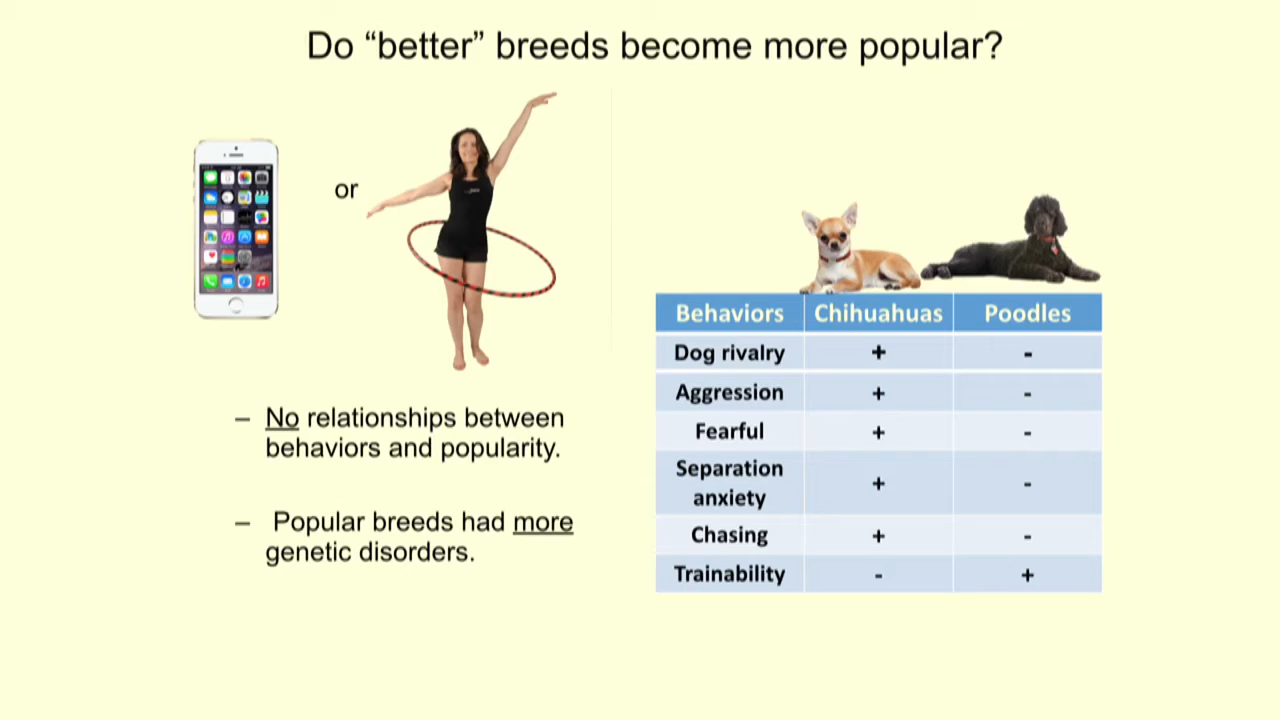 Do “better” breeds become more popular?
or
– No relationships between
behaviors and popularity.
– Popular breeds had more
genetic disorders.
Behaviors Chihuahuas Poodles
Dog rivalry + -
Aggression + -
Fearful + -
Separation
anxiety + -
Chasing + -
Trainability - +